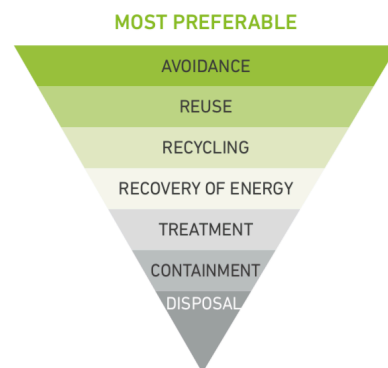 MOST PREFERABLE
AVOIDANCE
REUSE
RECYCLING
RECOVERY OF ENERGY
TREATMENT
CONTAINMENT
DISPOSAL